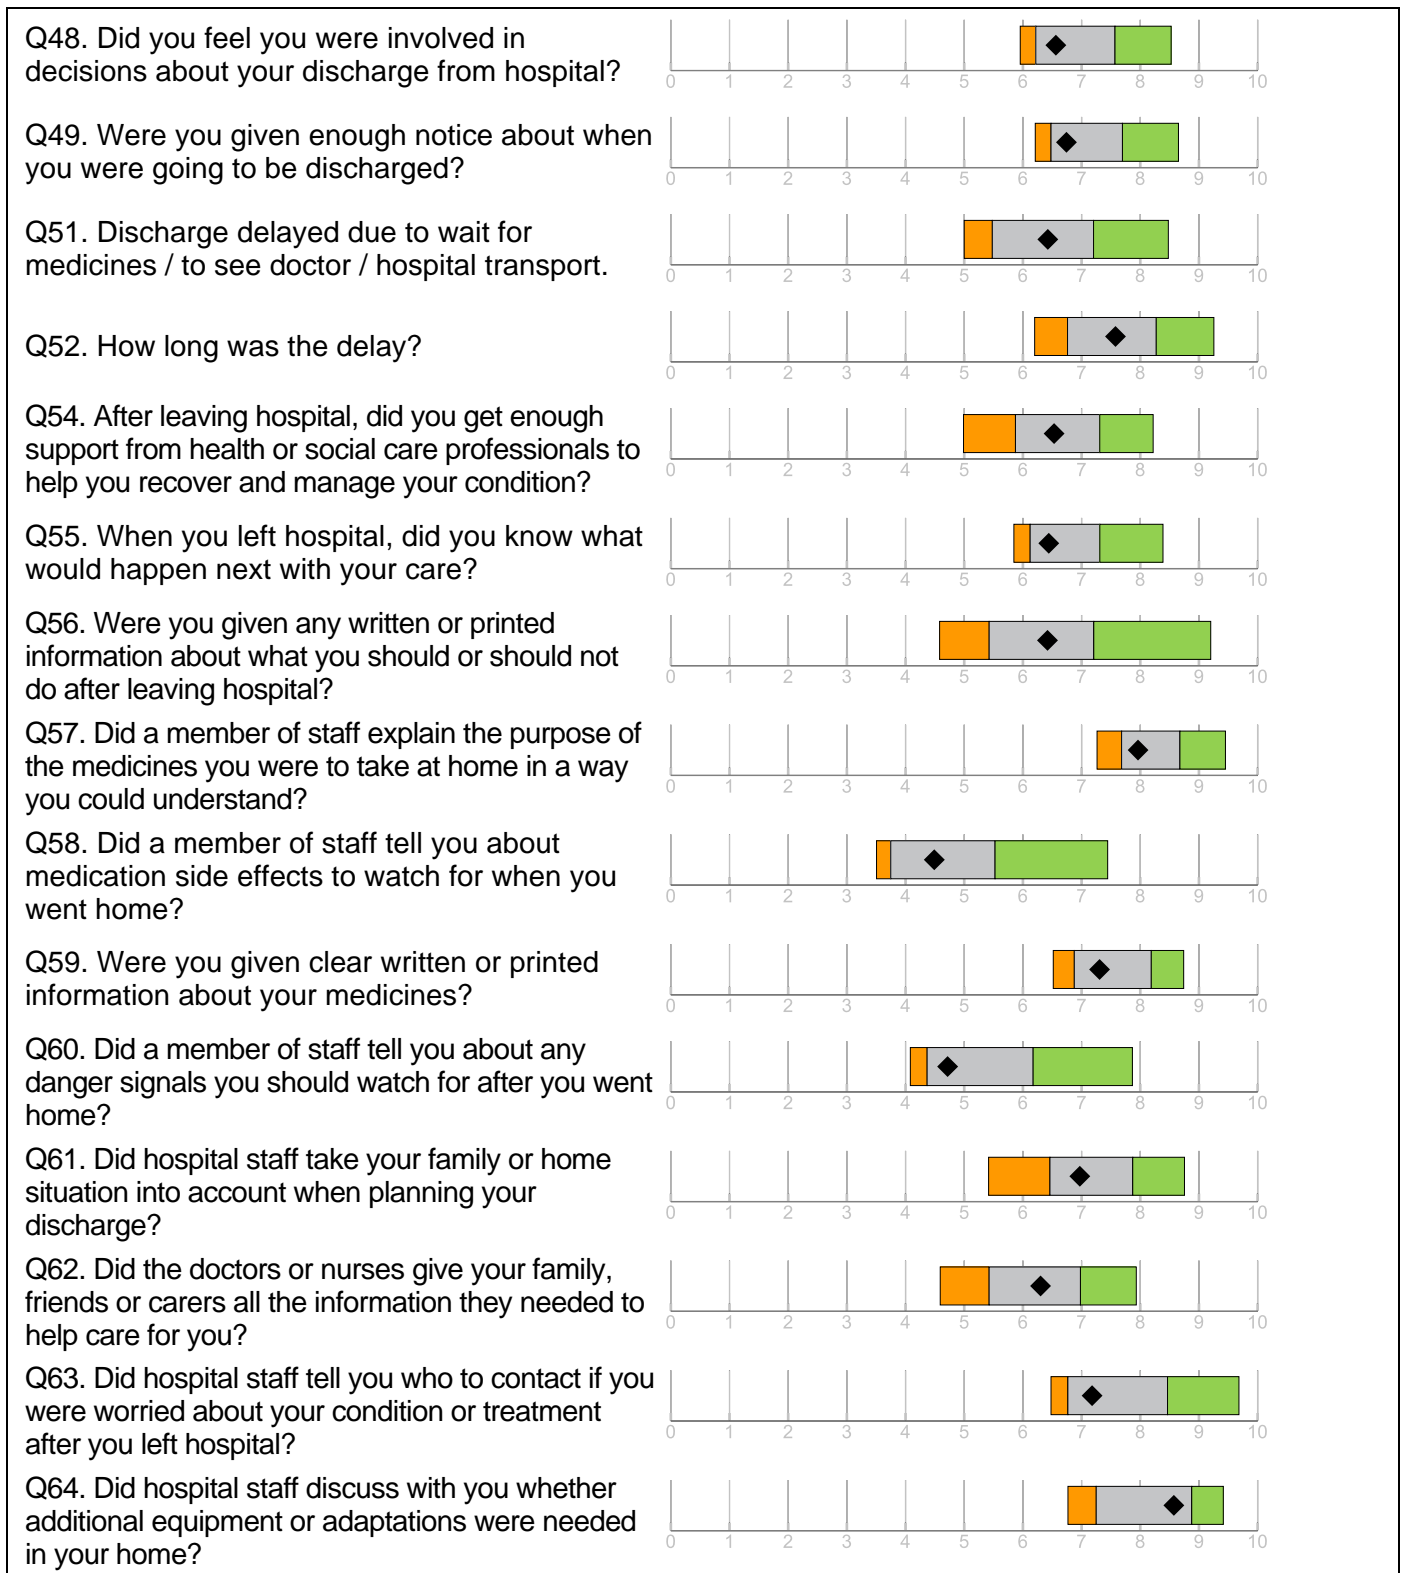 Q48. Did you feel you were involved in
decisions about your discharge from hospital?
0 1 2 3 4 5 6 7 8 9 10
Q49. Were you given enough notice about when
you were going to be discharged?
0 1 2 3 4 5 6 7 8 9 10
Q51. Discharge delayed due to wait for
medicines / to see doctor / hospital transport.
0 1 2 3 4 5 6 7 8 9 10
Q52. How long was the delay?
0 1 2 3 4 5 6 7 8 9 10
Q54. After leaving hospital, did you get enough
support from health or social care professionals to
help you recover and manage your condition?
0 1 2 3 4 5 6 7 8 9 10
Q55. When you left hospital, did you know what
would happen next with your care?
0 1 2 3 4 5 6 7 8 9 10
Q56. Were you given any written or printed
information about what you should or should not
do after leaving hospital?
0 1 2 3 4 5 6 7 8 9 10
Q57. Did a member of staff explain the purpose of
the medicines you were to take at home in a way
you could understand?
0 1 2 3 4 5 6 7 8 9 10
Q58. Did a member of staff tell you about
medication side effects to watch for when you
went home?
0 1 2 3 4 5 6 7 8 9 10
Q59. Were you given clear written or printed
information about your medicines?
0 1 2 3 4 5 6 7 8 9 10
Q60. Did a member of staff tell you about any
danger signals you should watch for after you went
home?
0 1 2 3 4 5 6 7 8 9 10
Q61. Did hospital staff take your family or home
situation into account when planning your
discharge?
0 1 2 3 4 5 6 7 8 9 10
Q62. Did the doctors or nurses give your family,
friends or carers all the information they needed to
help care for you?
0 1 2 3 4 5 6 7 8 9 10
Q63. Did hospital staff tell you who to contact if you
were worried about your condition or treatment
after you left hospital?
0 1 2 3 4 5 6 7 8 9 10
Q64. Did hospital staff discuss with you whether
additional equipment or adaptations were needed
in your home?
0 1 2 3 4 5 6 7 8 9 10